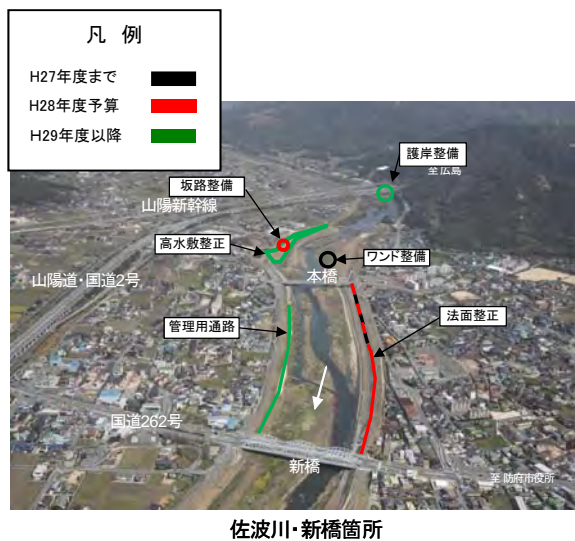 凡 例
H27年度まで
H28年度予算
H29年度以降
護岸整備
至広島
坂路整備
山陽新幹線
高水敷整正
ワンド整備
本橋
山陽道・国道2号
管理用通路
法面整正
国道262号
新橋
至 防府市役所
佐波川・新橋箇所